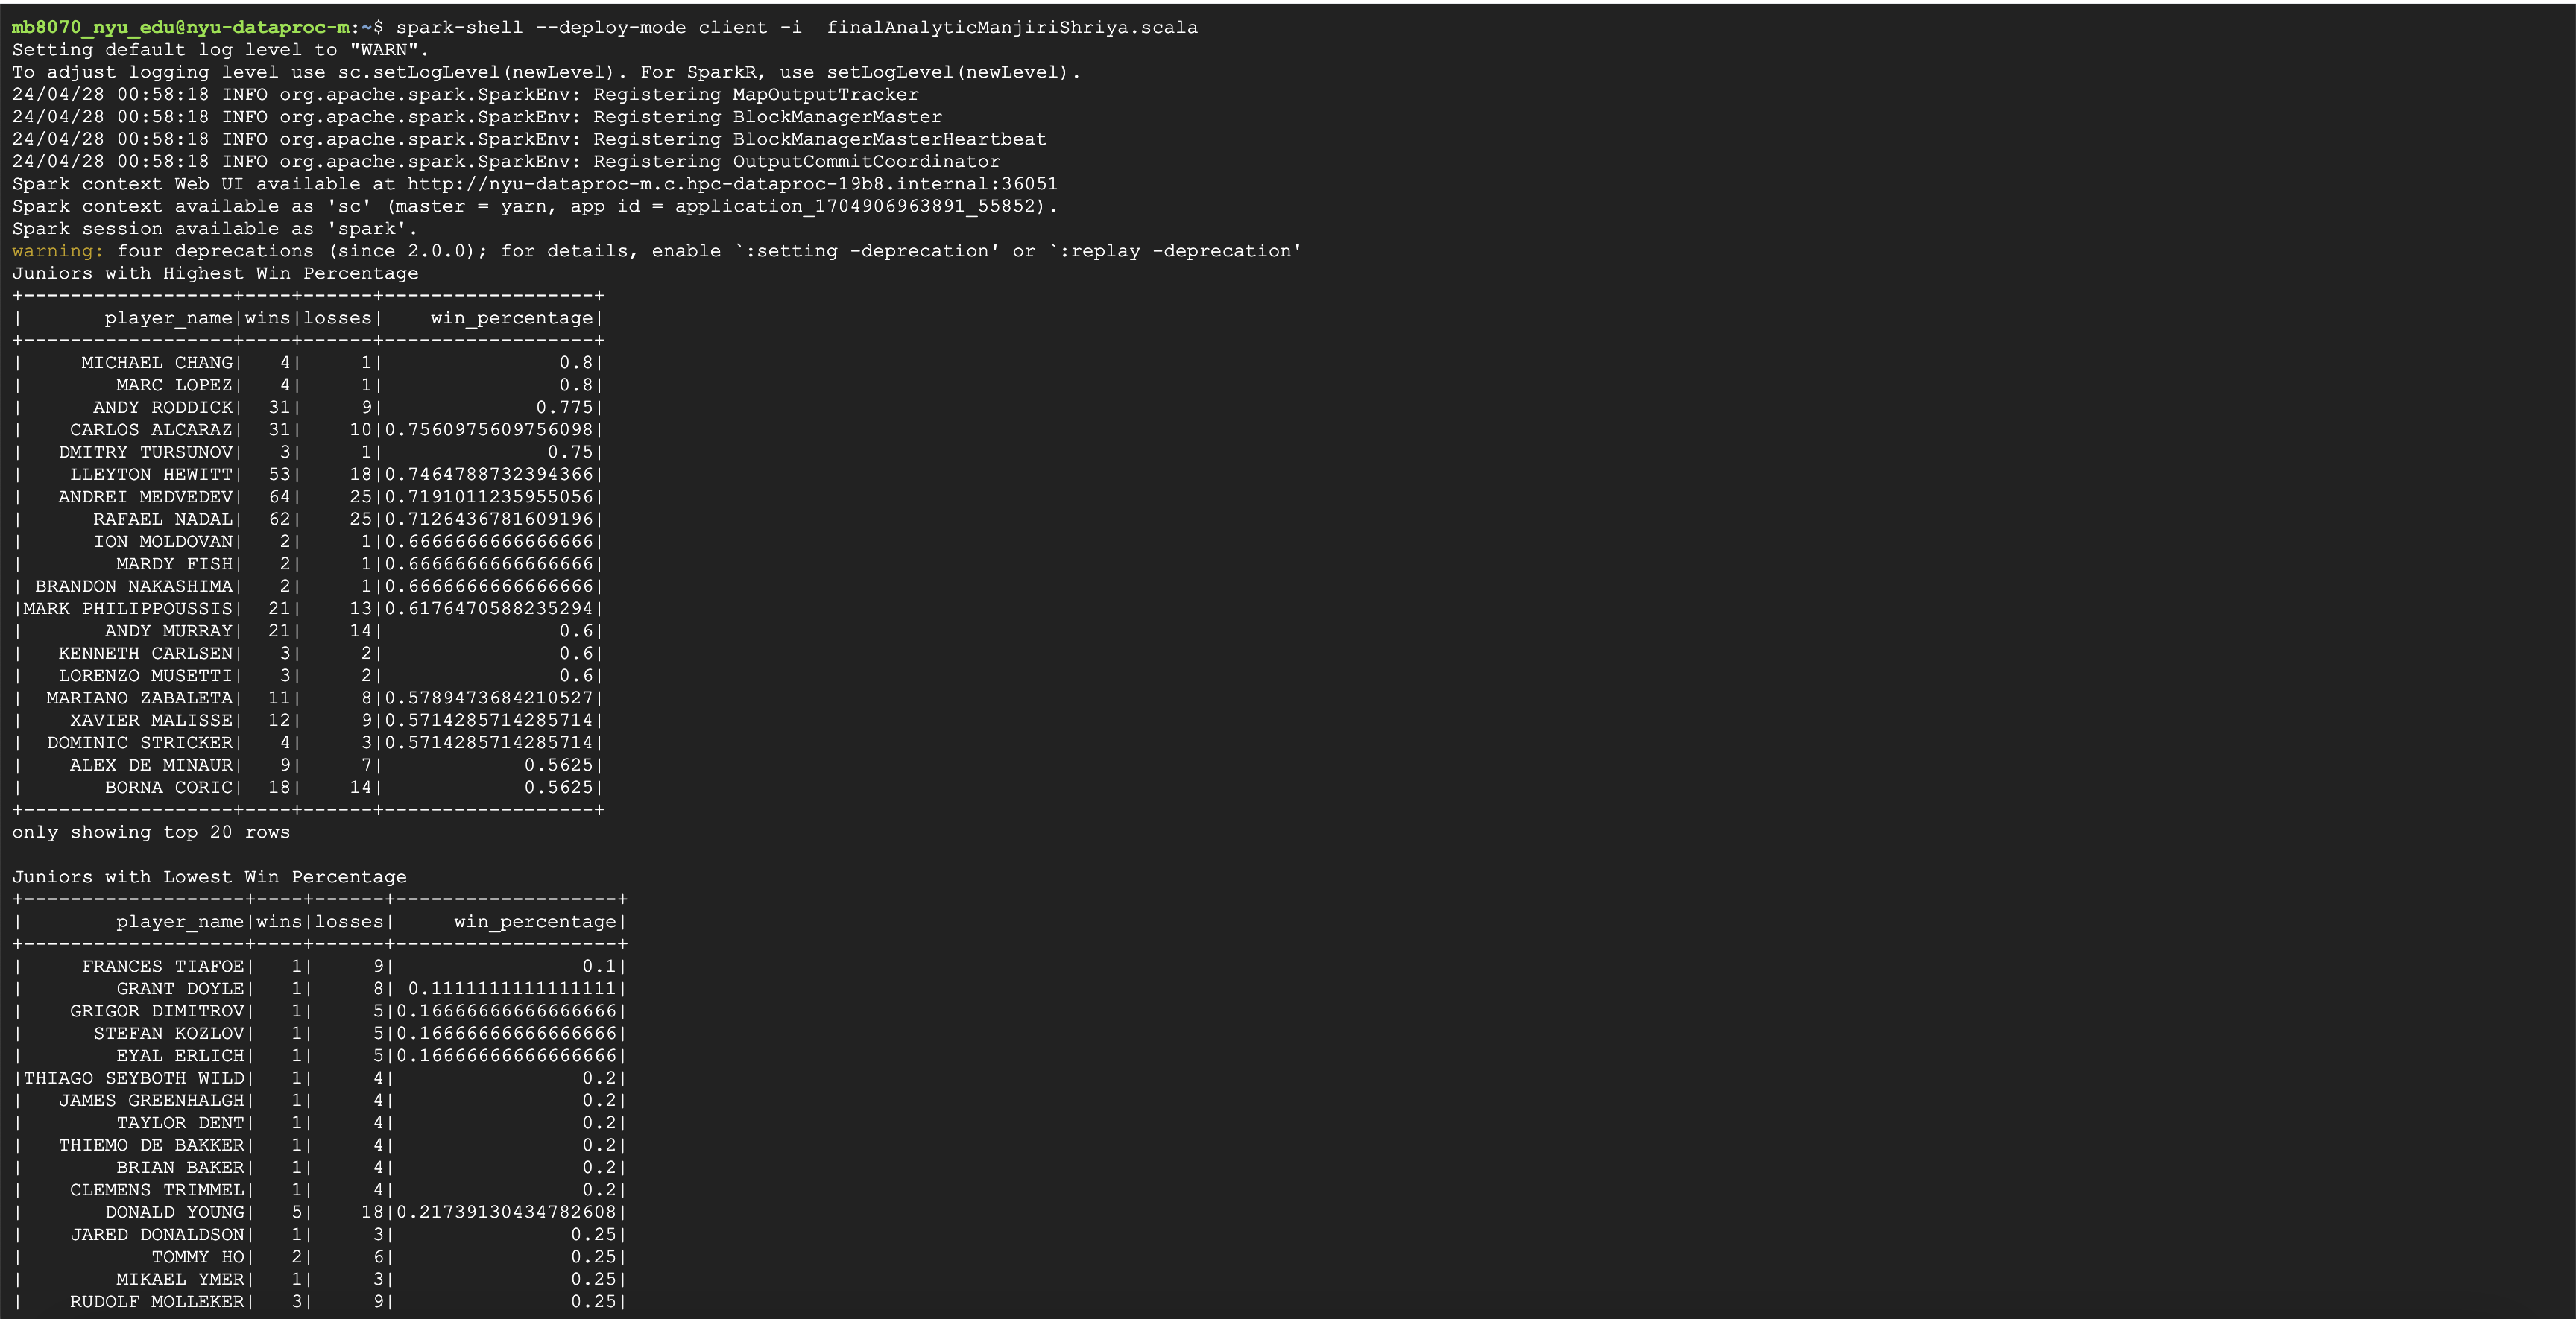 mb8070_nyu_edu@nyu-dataproc-m:~$ spark-shell --deploy-mode client -i  finalAnalyticManjiriShriya.scala
Setting default log level to "WARN".
To adjust logging level use sc.setLogLevel(newLevel). For SparkR, use setLogLevel(newLevel).
24/04/28 00:58:18 INFO org.apache.spark.SparkEnv: Registering MapOutputTracker
24/04/28 00:58:18 INFO org.apache.spark.SparkEnv: Registering BlockManagerMaster
24/04/28 00:58:18 INFO org.apache.spark.SparkEnv: Registering BlockManagerMasterHeartbeat
24/04/28 00:58:18 INFO org.apache.spark.SparkEnv: Registering OutputCommitCoordinator
Spark context Web UI available at http://nyu-dataproc-m.c.hpc-dataproc-19b8.internal:36051
Spark context available as 'sc' (master = yarn, app id = application_1704906963891_55852).
Spark session available as 'spark'.
warning: four deprecations (since 2.0.0); for details, enable `:setting -deprecation' or `:replay -deprecation'
Juniors with Highest Win Percentage
+------------------+----+------+------------------+
|       player_name|wins|losses|    win_percentage|
+------------------+----+------+------------------+
|     MICHAEL CHANG|   4|     1|               0.8|
|        MARC LOPEZ|   4|     1|               0.8|
|      ANDY RODDICK|  31|     9|             0.775|
|    CARLOS ALCARAZ|  31|    10|0.7560975609756098|
|   DMITRY TURSUNOV|   3|     1|              0.75|
|    LLEYTON HEWITT|  53|    18|0.7464788732394366|
|   ANDREI MEDVEDEV|  64|    25|0.7191011235955056|
|      RAFAEL NADAL|  62|    25|0.7126436781609196|
|      ION MOLDOVAN|   2|     1|0.6666666666666666|
|        MARDY FISH|   2|     1|0.6666666666666666|
| BRANDON NAKASHIMA|   2|     1|0.6666666666666666|
|MARK PHILIPPOUSSIS|  21|    13|0.6176470588235294|
|       ANDY MURRAY|  21|    14|               0.6|
|   KENNETH CARLSEN|   3|     2|               0.6|
|   LORENZO MUSETTI|   3|     2|               0.6|
|  MARIANO ZABALETA|  11|     8|0.5789473684210527|
|    XAVIER MALISSE|  12|     9|0.5714285714285714|
|  DOMINIC STRICKER|   4|     3|0.5714285714285714|
|    ALEX DE MINAUR|   9|     7|            0.5625|
|       BORNA CORIC|  18|    14|            0.5625|
+------------------+----+------+------------------+
only showing top 20 rows
Juniors with Lowest Win Percentage
+-------------------+----+------+-------------------+
|        player_name|wins|losses|     win_percentage|
+-------------------+----+------+-------------------+
|     FRANCES TIAFOE|   1|     9|                0.1|
|        GRANT DOYLE|   1|     8| 0.1111111111111111|
|    GRIGOR DIMITROV|   1|     5|0.16666666666666666|
|      STEFAN KOZLOV|   1|     5|0.16666666666666666|
|        EYAL ERLICH|   1|     5|0.16666666666666666|
|THIAGO SEYBOTH WILD|   1|     4|                0.2|
|   JAMES GREENHALGH|   1|     4|                0.2|
|        TAYLOR DENT|   1|     4|                0.2|
|   THIEMO DE BAKKER|   1|     4|                0.2|
|        BRIAN BAKER|   1|     4|                0.2|
|    CLEMENS TRIMMEL|   1|     4|                0.2|
|       DONALD YOUNG|   5|    18|0.21739130434782608|
|    JARED DONALDSON|   1|     3|               0.25|
|           TOMMY HO|   2|     6|               0.25|
|        MIKAEL YMER|   1|     3|               0.25|
|    RUDOLF MOLLEKER|   3|     9|               0.25|